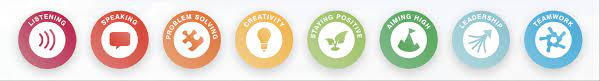 LISTENING
SPEAKING
PROBLEM SOLVING
CREATIVITY
STAYING POSITIVE
AIMING HIGH
LEADERSHIP
TEAMWORK